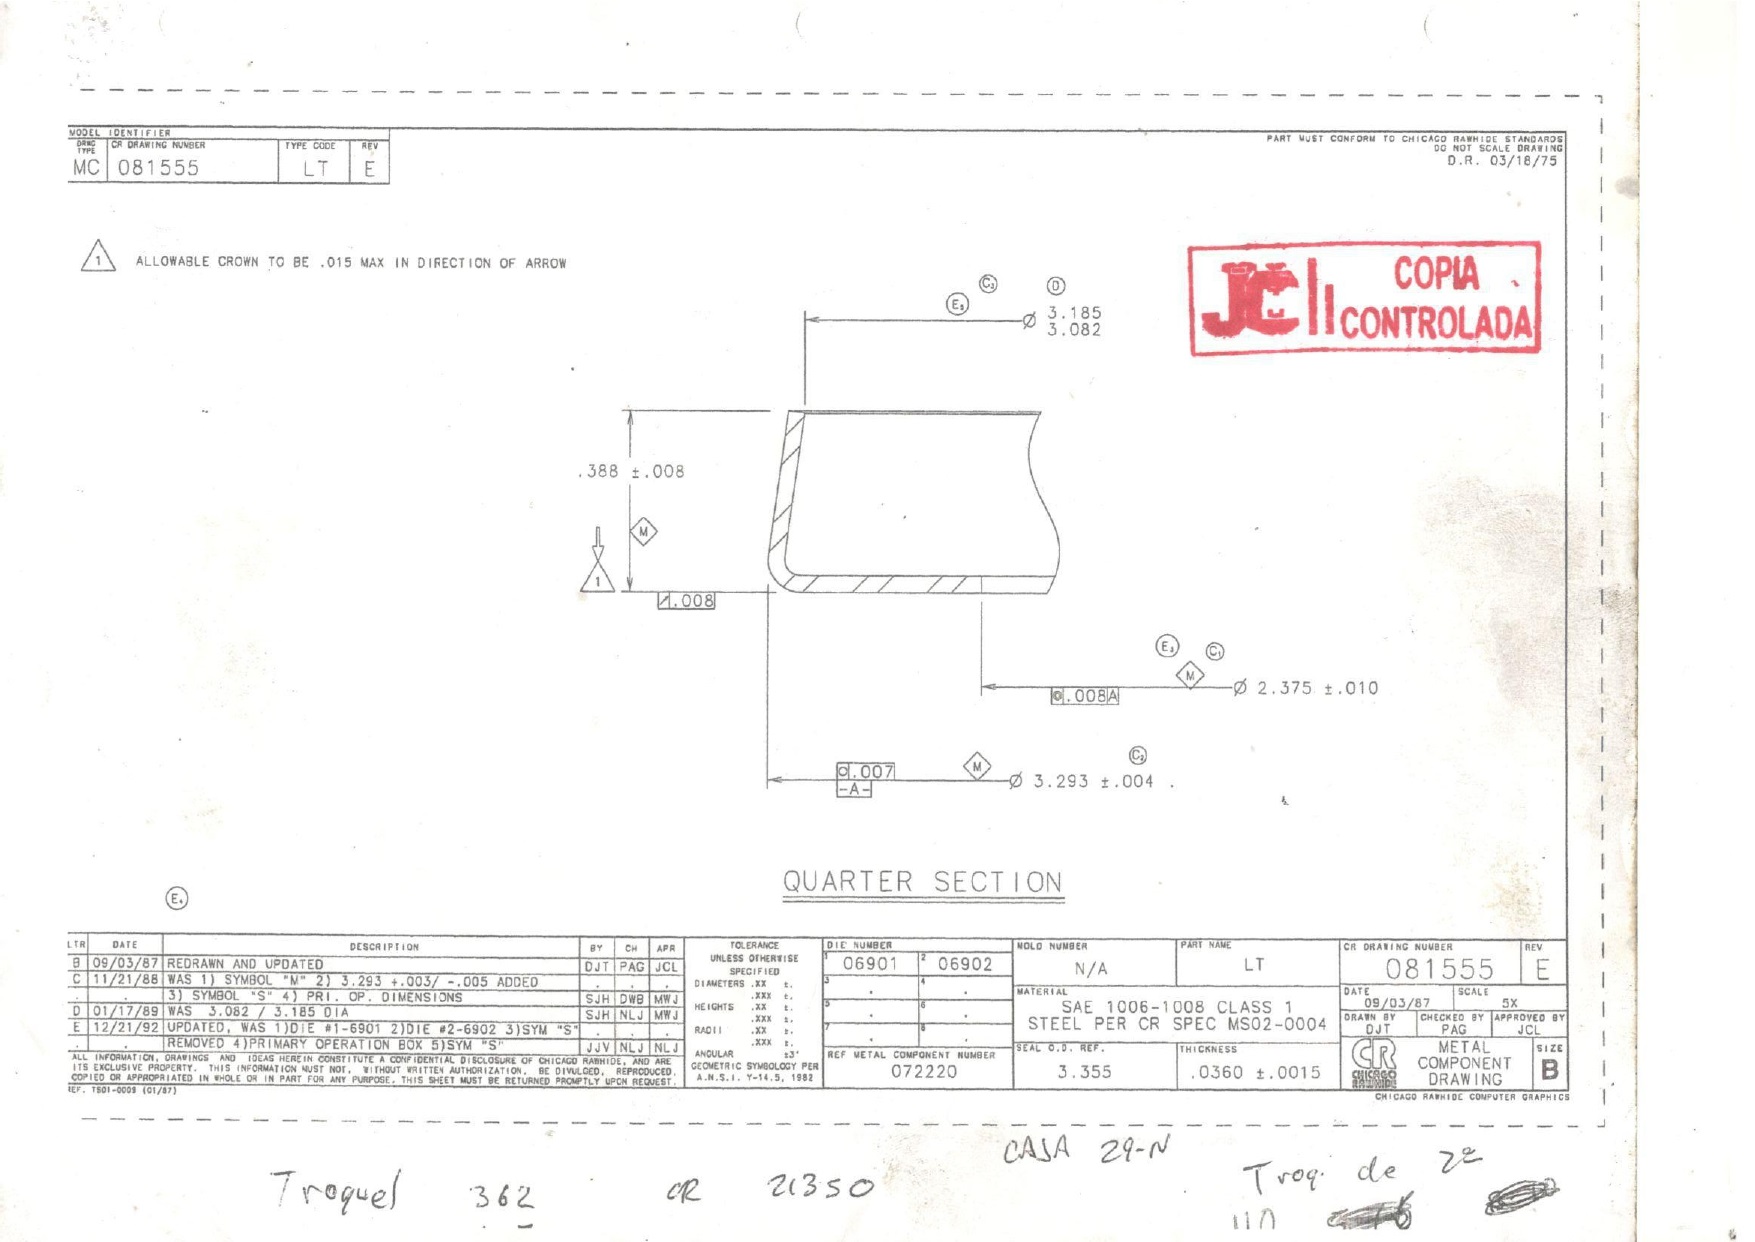 MODEL IDENTIFIER
DRWG TYPE CR DRAWING NUMBER TYPE CODE REV
MC 081555 LT E
PART MUST CONFORM TO CHICAGO RAWHIDE STANDARDS
DO NOT SCALE DRAWING
D.R. 03/18/75
1 ALLOWABLE CROWN TO BE .015 MAX IN DIRECTION OF ARROW
JC COPIA
CONTROLADA
E5 C3 D
Ø 3.185
3.082
.388 ±.008
M
1
.008
E3 C1
M
.008 A Ø 2.375 ±.010
C2
.007 M
-A- Ø 3.293 ±.004
QUARTER SECTION
E4
LTR DATE DESCRIPTION BY CH APR
B 09/03/87 REDRAWN AND UPDATED DJT PAG JCL
C 11/21/88 WAS 1) SYMBOL "M" 2) 3.293 +.003/ -.005 ADDED
3) SYMBOL "S" 4) PRI. OP. DIMENSIONS SJH DWB MWJ
D 01/17/89 WAS 3.082 / 3.185 DIA SJH NLJ MWJ
E 12/21/92 UPDATED, WAS 1)DIE #1-6901 2)DIE #2-6902 3)SYM "S"
REMOVED 4)PRIMARY OPERATION BOX 5)SYM "S" JJV NLJ NLJ
ALL INFORMATION, DRAWINGS AND IDEAS HEREIN CONSTITUTE A CONFIDENTIAL DISCLOSURE OF CHICAGO RAWHIDE, AND ARE
ITS EXCLUSIVE PROPERTY. THIS INFORMATION MUST NOT, WITHOUT WRITTEN AUTHORIZATION, BE DIVULGED, REPRODUCED,
COPIED OR APPROPRIATED IN WHOLE OR IN PART FOR ANY PURPOSE. THIS SHEET MUST BE RETURNED PROMPTLY UPON REQUEST.
REF. TS01-0009 (01/87)
TOLERANCE
UNLESS OTHERWISE
SPECIFIED
DIAMETERS .XX ±.
.XXX ±.
HEIGHTS .XX ±.
.XXX ±.
RADII .XX ±.
.XXX ±.
ANGULAR ±3°
GEOMETRIC SYMBOLOGY PER
A.N.S.I. Y-14.5, 1982
DIE NUMBER
1 06901 2 06902
3 4
5 6
7 8
REF METAL COMPONENT NUMBER
072220
MOLD NUMBER
N/A
PART NAME
LT
MATERIAL
SAE 1006-1008 CLASS 1
STEEL PER CR SPEC MS02-0004
SEAL O.D. REF.
3.355
THICKNESS
.0360 ±.0015
CR DRAWING NUMBER REV
081555 E
DATE SCALE
09/03/87 5X
DRAWN BY CHECKED BY APPROVED BY
DJT PAG JCL
CR
CHICAGO
RAWHIDE
METAL
COMPONENT
DRAWING
SIZE
B
CHICAGO RAWHIDE COMPUTER GRAPHICS
CAJA 29-N
Troquel 362 CR 21350
Troq. de 2ª